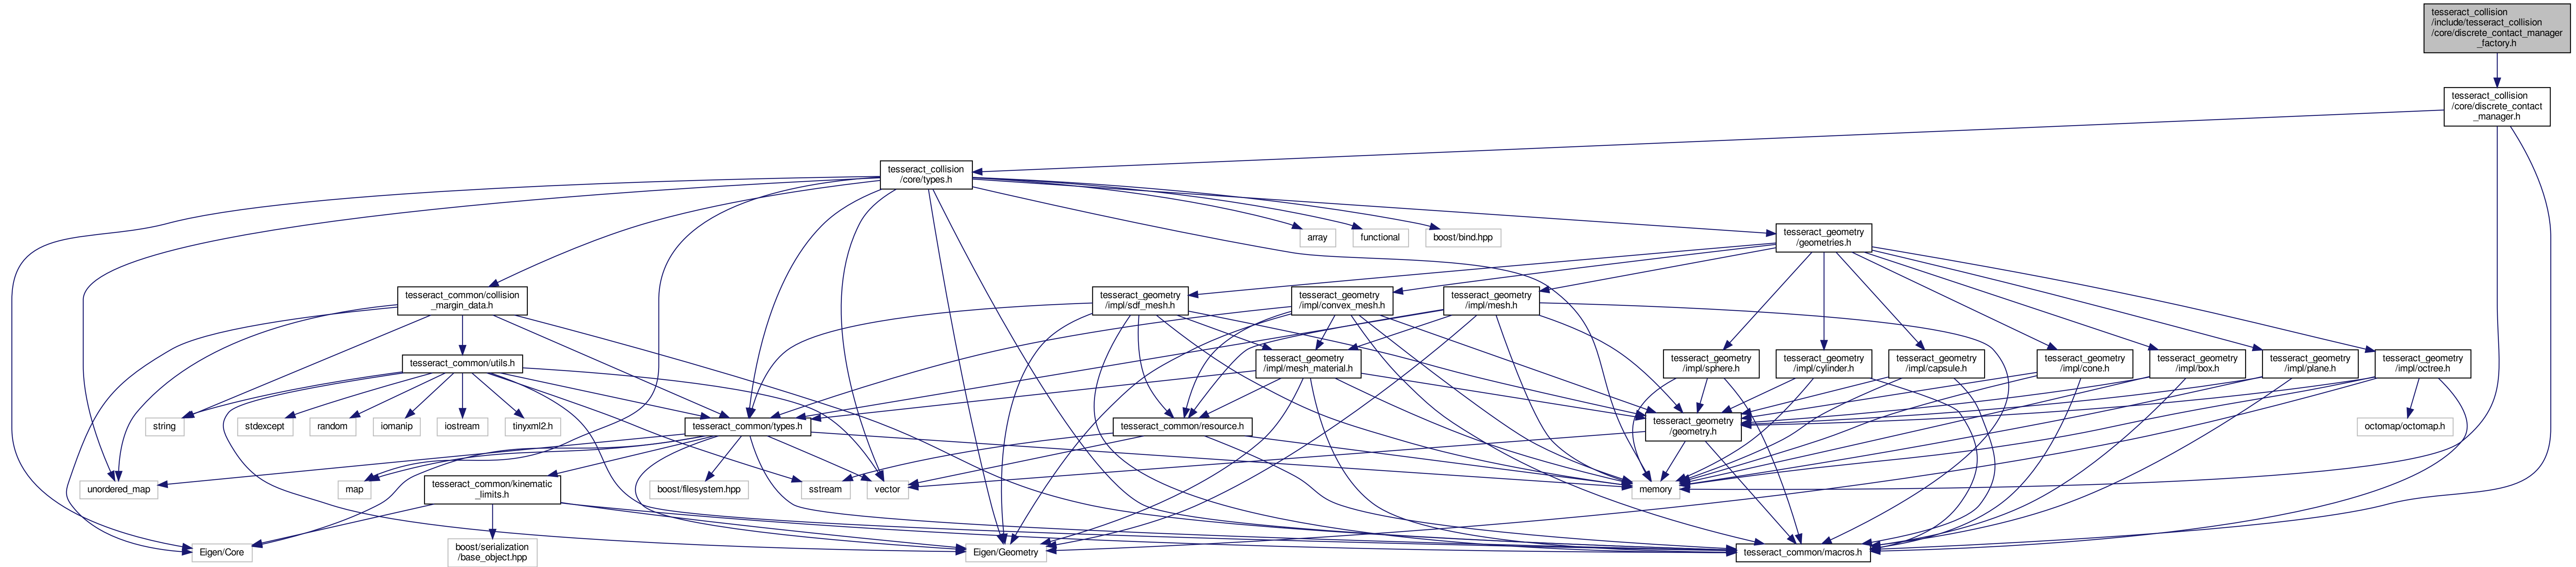 tesseract_collision
/include/tesseract_collision
/core/discrete_contact_manager
_factory.h
tesseract_collision
/core/discrete_contact
_manager.h
tesseract_collision
/core/types.h
array
functional
boost/bind.hpp
tesseract_geometry
/geometries.h
tesseract_common/collision
_margin_data.h
tesseract_geometry
/impl/sdf_mesh.h
tesseract_geometry
/impl/convex_mesh.h
tesseract_geometry
/impl/mesh.h
tesseract_common/utils.h
tesseract_geometry
/impl/mesh_material.h
tesseract_geometry
/impl/sphere.h
tesseract_geometry
/impl/cylinder.h
tesseract_geometry
/impl/capsule.h
tesseract_geometry
/impl/cone.h
tesseract_geometry
/impl/box.h
tesseract_geometry
/impl/plane.h
tesseract_geometry
/impl/octree.h
string
stdexcept
random
iomanip
iostream
tinyxml2.h
tesseract_common/types.h
tesseract_common/resource.h
tesseract_geometry
/geometry.h
octomap/octomap.h
unordered_map
map
tesseract_common/kinematic
_limits.h
boost/filesystem.hpp
sstream
vector
memory
Eigen/Core
boost/serialization
/base_object.hpp
Eigen/Geometry
tesseract_common/macros.h